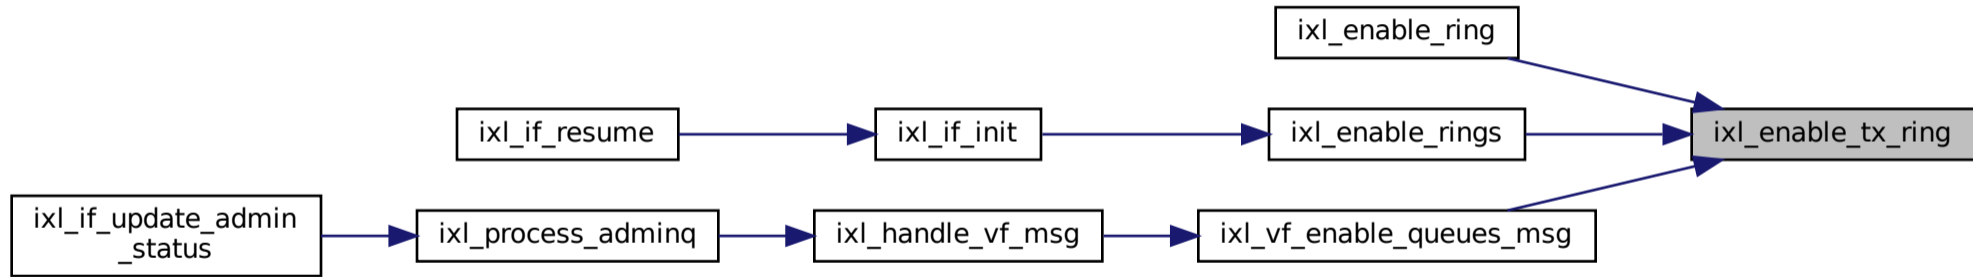 ixl_enable_ring
ixl_if_resume
ixl_if_init
ixl_enable_rings
ixl_enable_tx_ring
ixl_if_update_admin
_status
ixl_process_adminq
ixl_handle_vf_msg
ixl_vf_enable_queues_msg